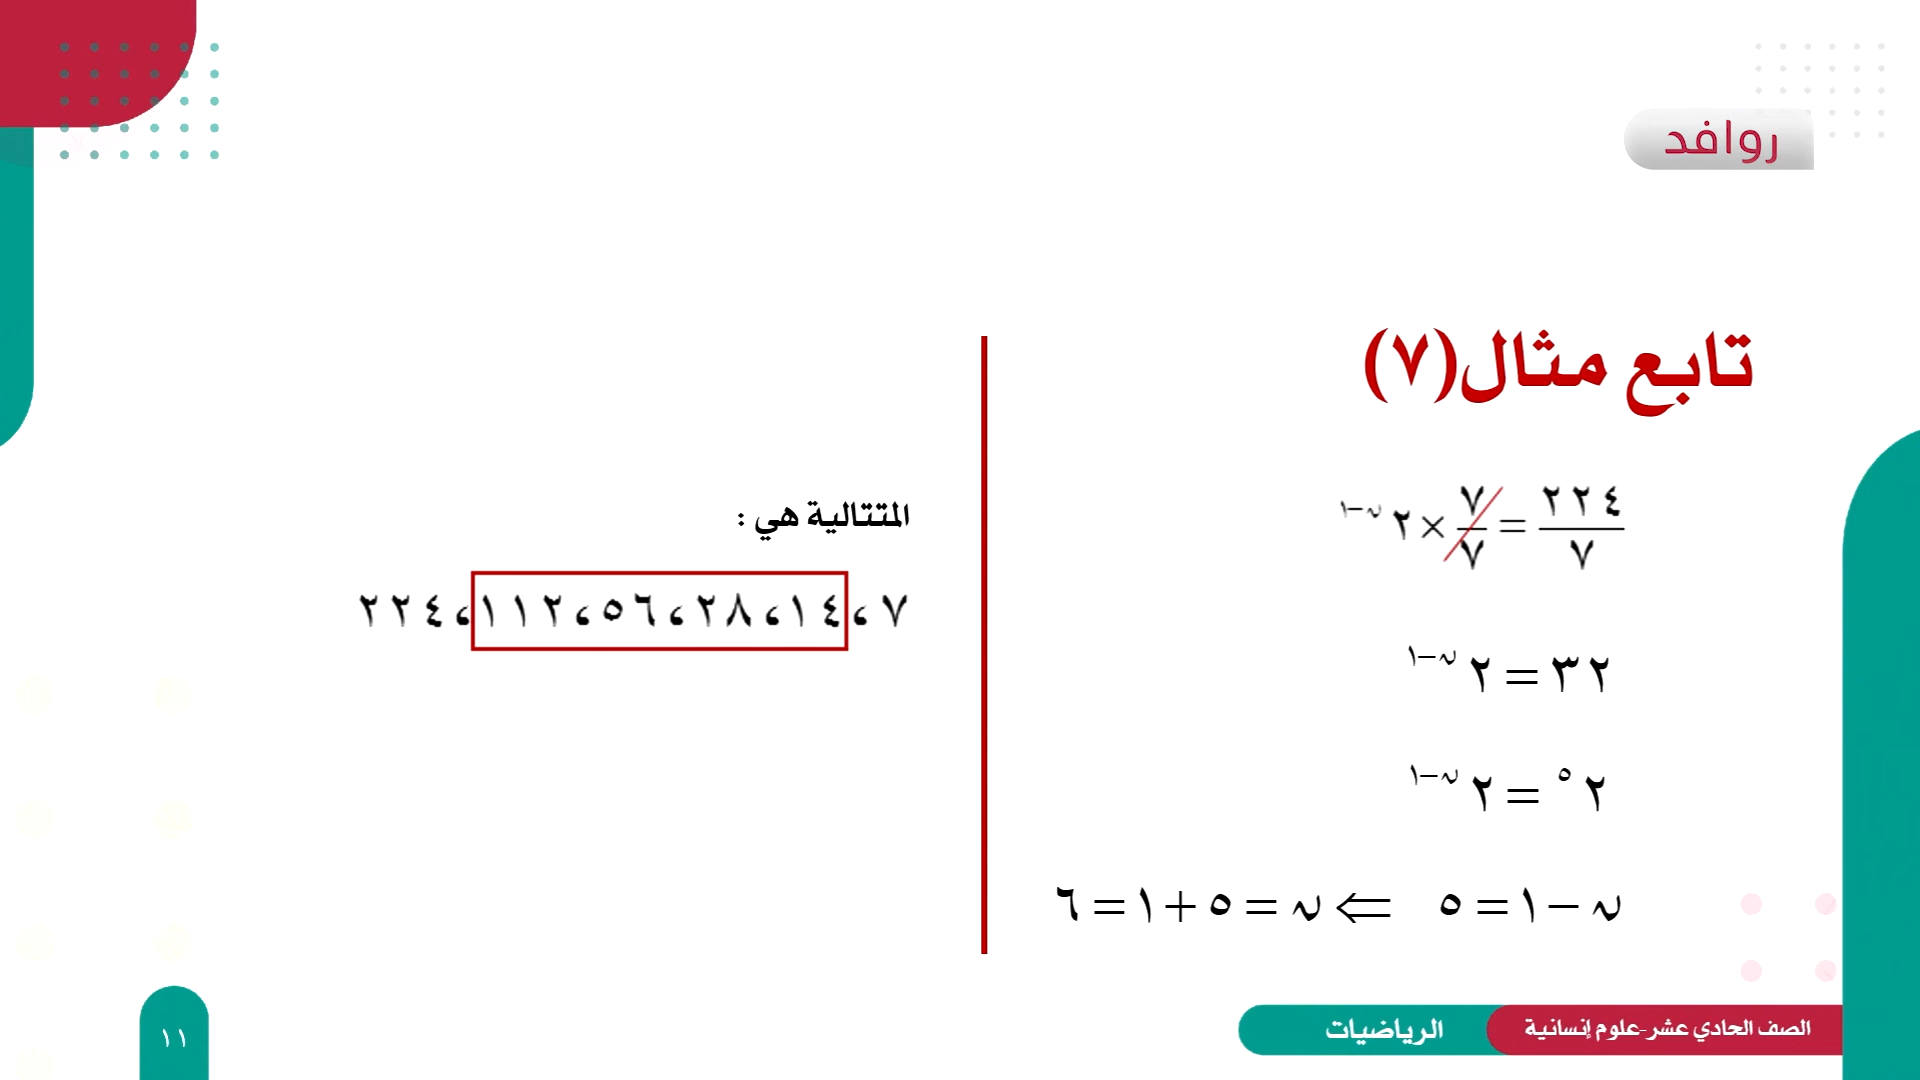 روافد
تابع مثال(٧)
٢٢٤/٧ = ٧/٧ × ٢^(ن−١)
٣٢ = ٢^(ن−١)
٢^٥ = ٢^(ن−١)
ن − ١ = ٥ ⇐ ن = ٥ + ١ = ٦
المتتالية هي :
٧ ، ١٤ ، ٢٨ ، ٥٦ ، ١١٢ ، ٢٢٤
الصف الحادي عشر-علوم إنسانية
الرياضيات
١١